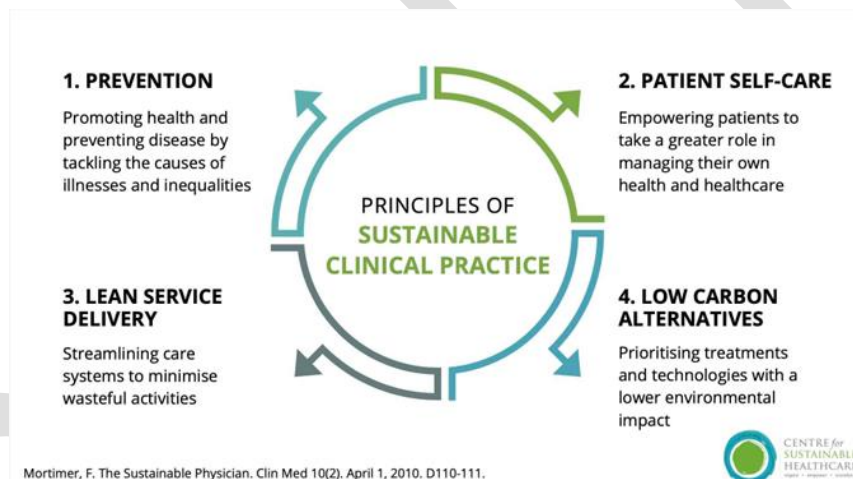 1. PREVENTION
Promoting health and
preventing disease by
tackling the causes of
illnesses and inequalities
2. PATIENT SELF-CARE
Empowering patients to
take a greater role in
managing their own
health and healthcare
PRINCIPLES OF
SUSTAINABLE
CLINICAL PRACTICE
3. LEAN SERVICE
DELIVERY
Streamlining care
systems to minimise
wasteful activities
4. LOW CARBON
ALTERNATIVES
Prioritising treatments
and technologies with a
lower environmental
impact
Mortimer, F. The Sustainable Physician. Clin Med 10(2). April 1, 2010. D110-111.
CENTRE for
SUSTAINABLE
HEALTHCARE